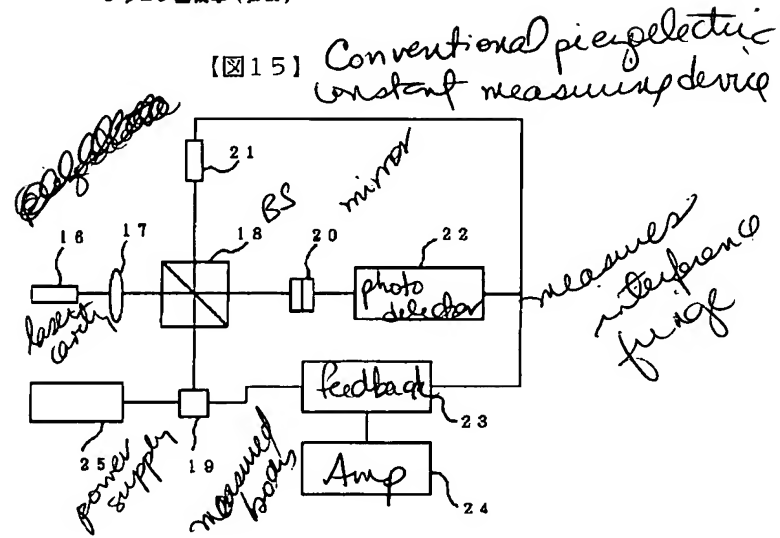 【図15】
Conventional piezoelectric
constant measuring device
21
mirror
16
17
18
BS
20
22
photo
detector
measures
interference
fringe
laser
cavity
feedback
23
25
power
supply
19
measured
body
Amp
24